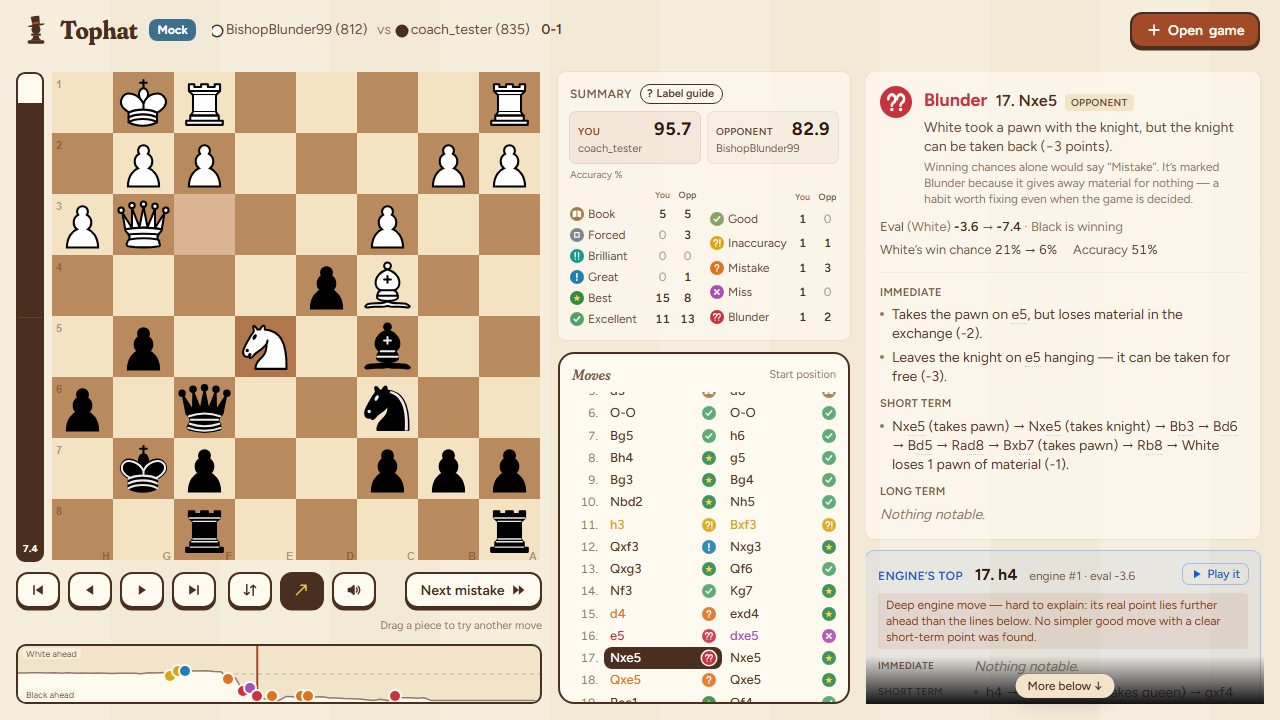 Tophat Mock BishopBlunder99 (812) vs coach_tester (835) 0-1
Open game
1
2
3
4
5
6
7
8
H G F E D C B A
7.4
Next mistake
Drag a piece to try another move
White ahead
Black ahead
SUMMARY ? Label guide
YOU 95.7
coach_tester
OPPONENT 82.9
BishopBlunder99
Accuracy %
You Opp
Book 5 5
Forced 0 3
Brilliant 0 0
Great 0 1
Best 15 8
Excellent 11 13
You Opp
Good 1 0
Inaccuracy 1 1
Mistake 1 3
Miss 1 0
Blunder 1 2
Moves Start position
6. O-O O-O
7. Bg5 h6
8. Bh4 g5
9. Bg3 Bg4
10. Nbd2 Nh5
11. h3 Bxf3
12. Qxf3 Nxg3
13. Qxg3 Qf6
14. Nf3 Kg7
15. d4 exd4
16. e5 dxe5
17. Nxe5 Nxe5
18. Qxe5 Qxe5
?? Blunder 17. Nxe5 OPPONENT
White took a pawn with the knight, but the knight
can be taken back (−3 points).
Winning chances alone would say “Mistake”. It’s marked
Blunder because it gives away material for nothing — a
habit worth fixing even when the game is decided.
Eval (White) -3.6 → -7.4 · Black is winning
White’s win chance 21% → 6% Accuracy 51%
IMMEDIATE
• Takes the pawn on e5, but loses material in the
exchange (-2).
• Leaves the knight on e5 hanging — it can be taken for
free (-3).
SHORT TERM
• Nxe5 (takes pawn) → Nxe5 (takes knight) → Bb3 → Bd6
→ Bd5 → Rad8 → Bxb7 (takes pawn) → Rb8 → White
loses 1 pawn of material (-1).
LONG TERM
Nothing notable.
ENGINE’S TOP 17. h4 engine #1 · eval -3.6 Play it
Deep engine move — hard to explain: its real point lies further
ahead than the lines below. No simpler good move with a clear
short-term point was found.
IMMEDIATE Nothing notable.
SHORT TERM • h4 → queen) → gxf4
More below ↓